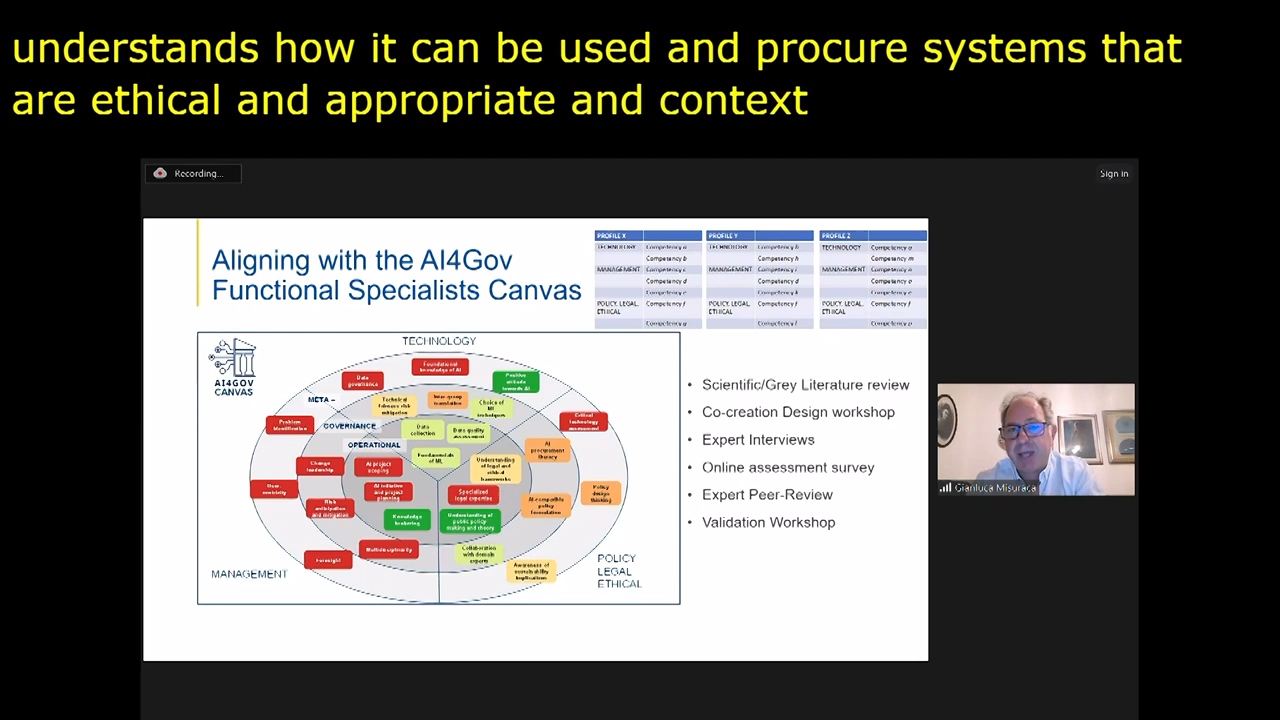 understands how it can be used and procure systems that
are ethical and appropriate and context
Recording...
Sign in
Aligning with the AI4Gov
Functional Specialists Canvas
PROFILE X
TECHNOLOGY Competency a
Competency b
MANAGEMENT Competency c
Competency d
Competency e
POLICY, LEGAL, Competency f
ETHICAL
Competency g
PROFILE Y
TECHNOLOGY Competency b
Competency h
MANAGEMENT Competency i
Competency d
Competency k
POLICY, LEGAL, Competency f
ETHICAL
Competency l
PROFILE Z
TECHNOLOGY Competency a
Competency m
MANAGEMENT Competency n
Competency o
Competency e
POLICY, LEGAL, Competency f
ETHICAL
Competency p
AI4GOV
CANVAS
TECHNOLOGY
META –
GOVERNANCE
OPERATIONAL
Foundational
knowledge of AI
Data
governance
Positive
attitude
towards AI
Technical
Inter-group
translation
Choice of
ML
techniques
Problem
identification
Critical
technology
assessment
Data
collection
Data quality
assessment
Fundamentals
of ML
AI
procurement
literacy
Change
leadership
AI project
scoping
Understanding
of legal and
ethical
frameworks
User-
centricity
AI initiative
and project
planning
Specialized
legal expertise
Policy
design
thinking
Risk
anticipation
and mitigation
AI-compatible
policy
formulation
Knowledge
brokering
Understanding of
public policy
making and theory
Multidisciplinarity
Collaboration
with domain
experts
Foresight
Awareness of
sustainability
implications
MANAGEMENT
POLICY
LEGAL
ETHICAL
• Scientific/Grey Literature review
• Co-creation Design workshop
• Expert Interviews
• Online assessment survey
• Expert Peer-Review
• Validation Workshop
Gianluca Misuraca